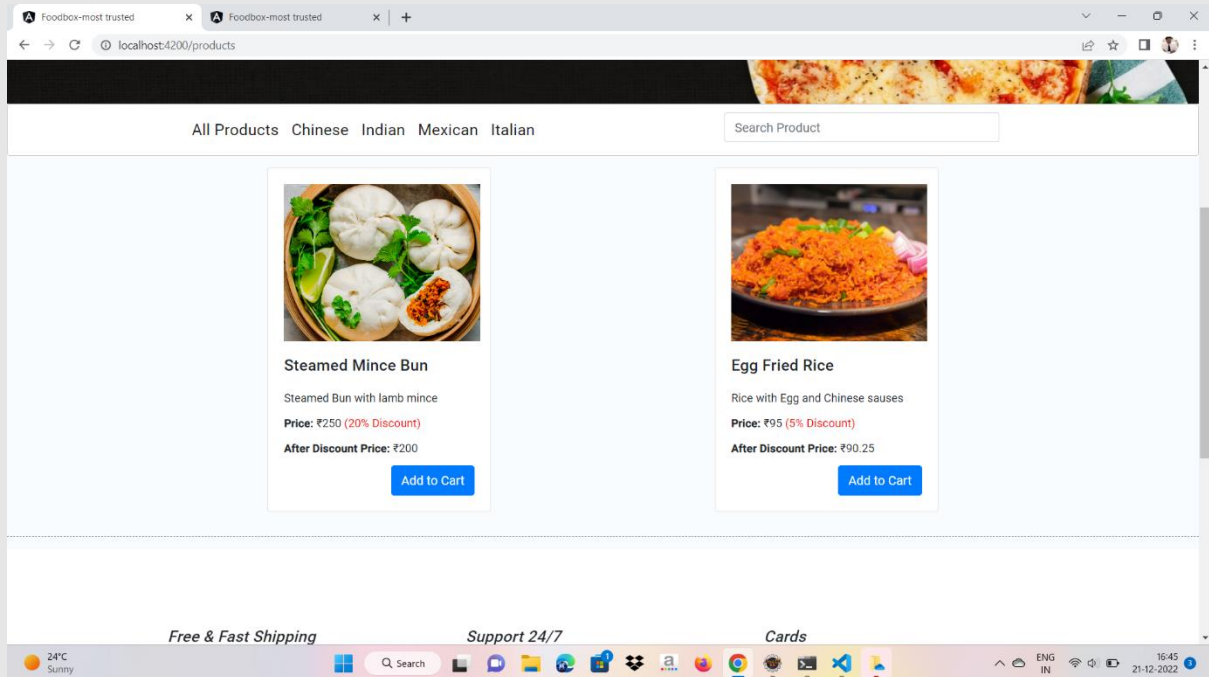 Foodbox-most trusted
Foodbox-most trusted
localhost:4200/products
All Products Chinese Indian Mexican Italian
Search Product
Steamed Mince Bun
Steamed Bun with lamb mince
Price: ₹250 (20% Discount)
After Discount Price: ₹200
Add to Cart
Egg Fried Rice
Rice with Egg and Chinese sauses
Price: ₹95 (5% Discount)
After Discount Price: ₹90.25
Add to Cart
Free & Fast Shipping
Support 24/7
Cards
24°C
Sunny
Search
a
1
ENG
IN
16:45
21-12-2022
3